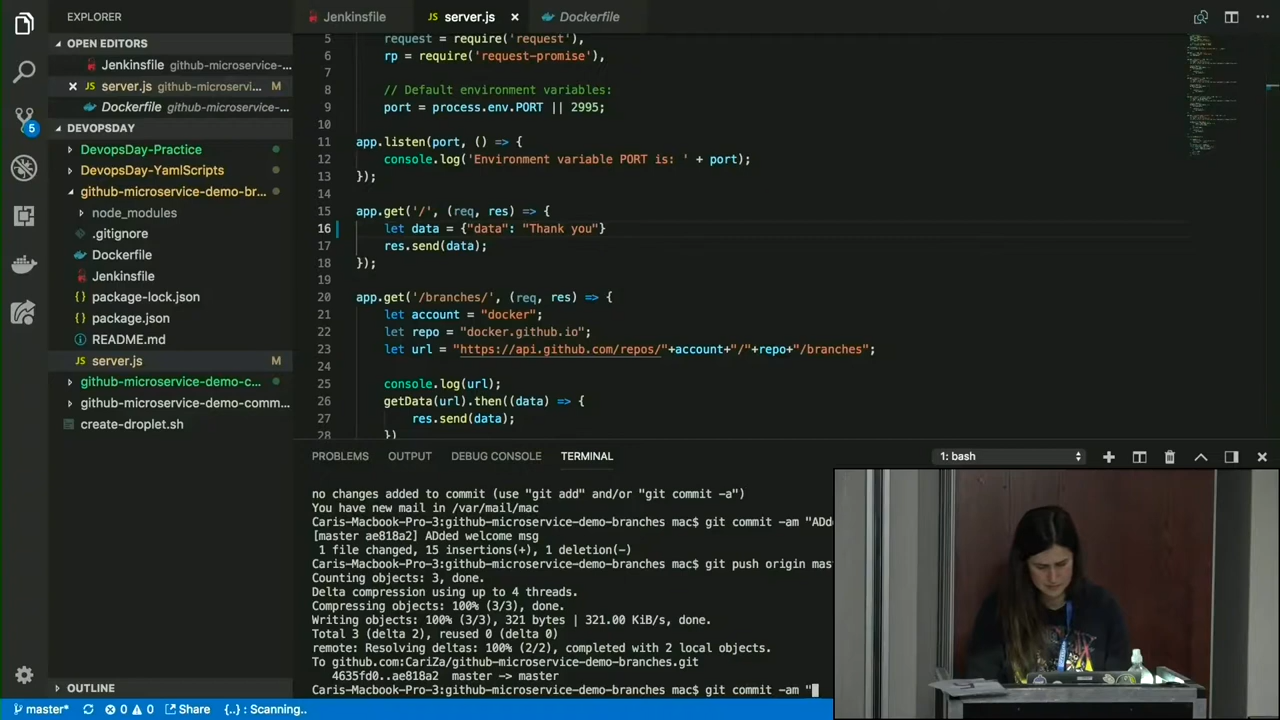 EXPLORER
OPEN EDITORS
Jenkinsfile github-microservice-...
server.js github-microservi... M
Dockerfile github-microservice-...
DEVOPSDAY
DevopsDay-Practice
DevopsDay-YamlScripts
github-microservice-demo-br...
node_modules
.gitignore
Dockerfile
Jenkinsfile
package-lock.json
package.json
README.md
server.js M
github-microservice-demo-c...
github-microservice-demo-comm...
create-droplet.sh
OUTLINE
5
Jenkinsfile
server.js
Dockerfile
5 request = require('request'),
6 rp = require('request-promise'),
7
8 // Default environment variables:
9 port = process.env.PORT || 2995;
10
11 app.listen(port, () => {
12 console.log('Environment variable PORT is: ' + port);
13 });
14
15 app.get('/', (req, res) => {
16 let data = {"data": "Thank you"}
17 res.send(data);
18 });
19
20 app.get('/branches/', (req, res) => {
21 let account = "docker";
22 let repo = "docker.github.io";
23 let url = "https://api.github.com/repos/"+account+"/"+repo+"/branches";
24
25 console.log(url);
26 getData(url).then((data) => {
27 res.send(data);
28 })
PROBLEMS OUTPUT DEBUG CONSOLE TERMINAL
1: bash
no changes added to commit (use "git add" and/or "git commit -a")
You have new mail in /var/mail/mac
Caris-Macbook-Pro-3:github-microservice-demo-branches mac$ git commit -am "ADde
[master ae818a2] ADded welcome msg
1 file changed, 15 insertions(+), 1 deletion(-)
Caris-Macbook-Pro-3:github-microservice-demo-branches mac$ git push origin mas
Counting objects: 3, done.
Delta compression using up to 4 threads.
Compressing objects: 100% (3/3), done.
Writing objects: 100% (3/3), 321 bytes | 321.00 KiB/s, done.
Total 3 (delta 2), reused 0 (delta 0)
remote: Resolving deltas: 100% (2/2), completed with 2 local objects.
To github.com:CariZa/github-microservice-demo-branches.git
4635fd0..ae818a2 master -> master
Caris-Macbook-Pro-3:github-microservice-demo-branches mac$ git commit -am "
master* 0 0 Share {..}: Scanning..